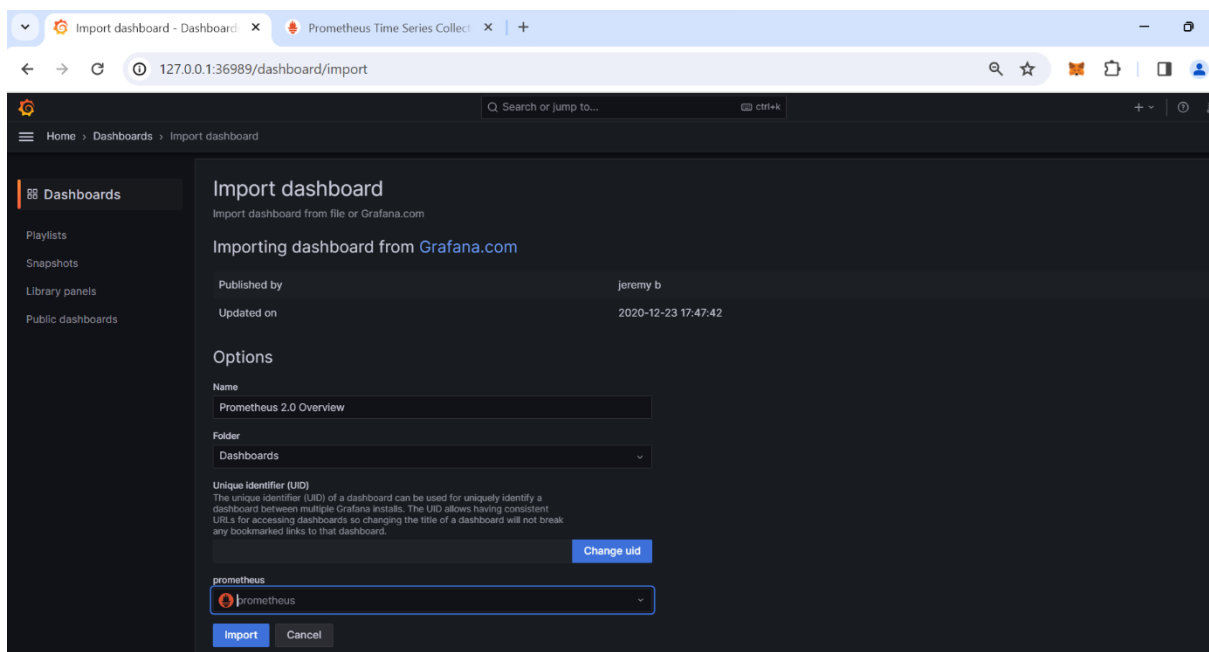 Import dashboard - Dashboard
Prometheus Time Series Collect
127.0.0.1:36989/dashboard/import
Search or jump to...
ctrl+k
Home › Dashboards › Import dashboard
Dashboards
Playlists
Snapshots
Library panels
Public dashboards
Import dashboard
Import dashboard from file or Grafana.com
Importing dashboard from Grafana.com
Published by jeremy b
Updated on 2020-12-23 17:47:42
Options
Name
Prometheus 2.0 Overview
Folder
Dashboards
Unique identifier (UID)
The unique identifier (UID) of a dashboard can be used for uniquely identify a
dashboard between multiple Grafana installs. The UID allows having consistent
URLs for accessing dashboards so changing the title of a dashboard will not break
any bookmarked links to that dashboard.
Change uid
prometheus
prometheus
Import Cancel